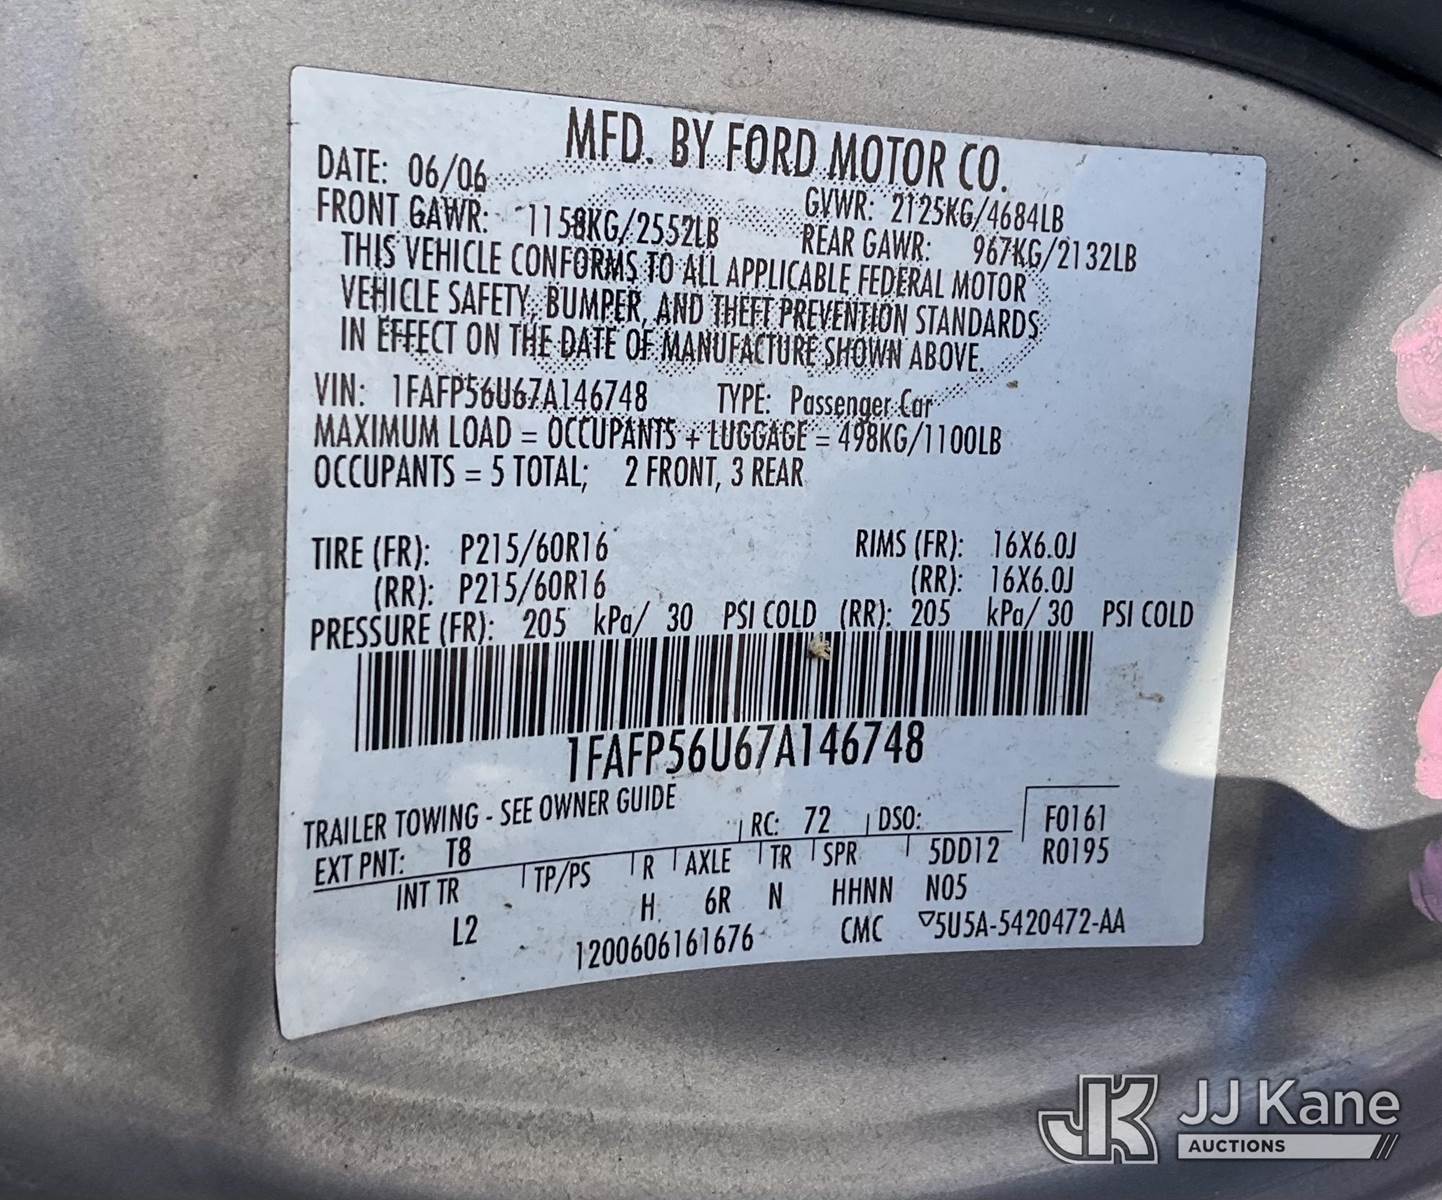 MFD. BY FORD MOTOR CO.
DATE: 06/06 GVWR: 2125KG/4684LB
FRONT GAWR: 1158KG/2552LB REAR GAWR: 967KG/2132LB
THIS VEHICLE CONFORMS TO ALL APPLICABLE FEDERAL MOTOR
VEHICLE SAFETY, BUMPER, AND THEFT PREVENTION STANDARDS
IN EFFECT ON THE DATE OF MANUFACTURE SHOWN ABOVE.
VIN: 1FAFP56U67A146748 TYPE: Passenger Car
MAXIMUM LOAD = OCCUPANTS + LUGGAGE = 498KG/1100LB
OCCUPANTS = 5 TOTAL; 2 FRONT, 3 REAR
TIRE (FR): P215/60R16 RIMS (FR): 16X6.0J
(RR): P215/60R16 (RR): 16X6.0J
PRESSURE (FR): 205 kPa/ 30 PSI COLD (RR): 205 kPa/ 30 PSI COLD
1FAFP56U67A146748
TRAILER TOWING - SEE OWNER GUIDE
EXT PNT: T8 RC: 72 DSO: F0161
INT TR TP/PS R AXLE TR SPR 5DD12 R0195
L2 H 6R N HHNN N05
1200606161676 CMC ▽5U5A-5420472-AA
JK JJ Kane
AUCTIONS